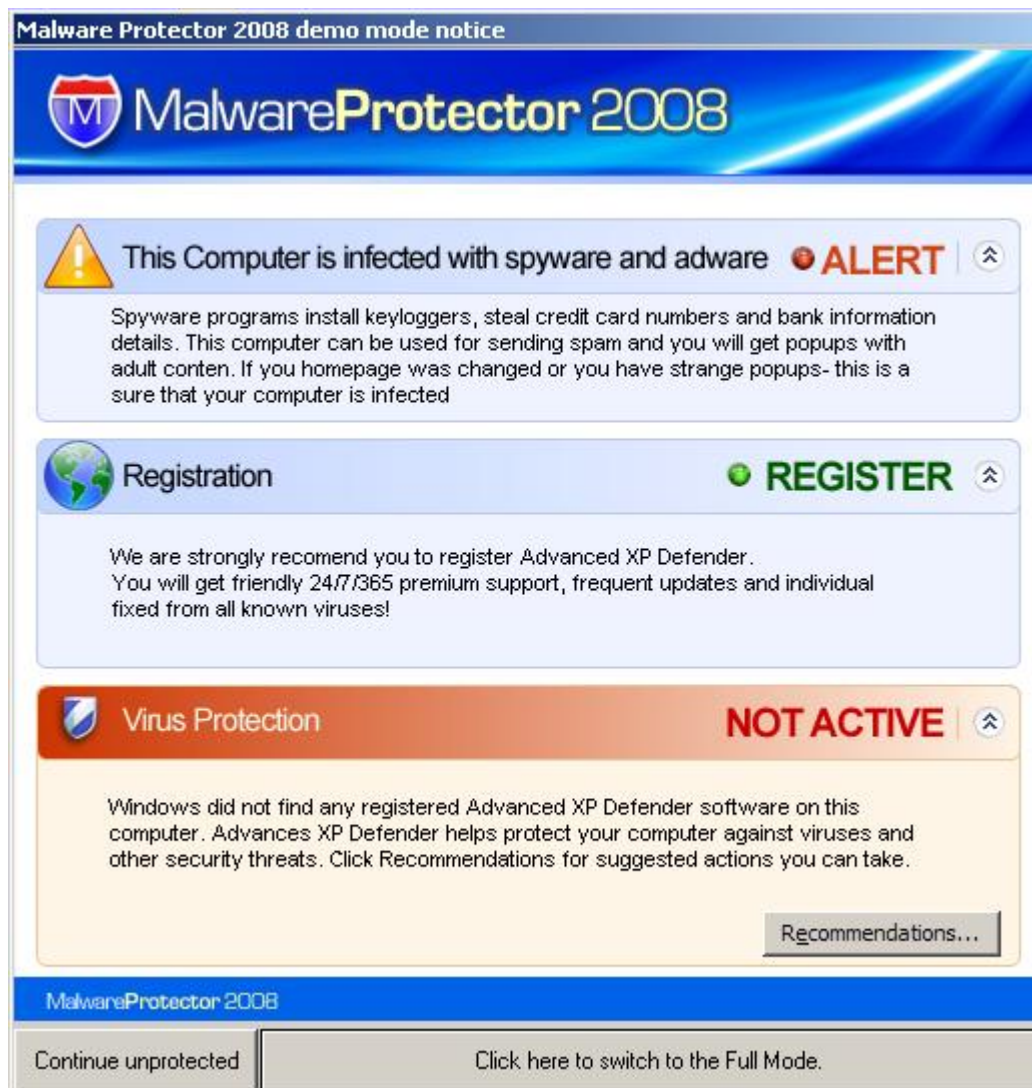 Malware Protector 2008 demo mode notice
M MalwareProtector 2008
This Computer is infected with spyware and adware ALERT
Spyware programs install keyloggers, steal credit card numbers and bank information
details. This computer can be used for sending spam and you will get popups with
adult conten. If you homepage was changed or you have strange popups- this is a
sure that your computer is infected
Registration REGISTER
We are strongly recomend you to register Advanced XP Defender.
You will get friendly 24/7/365 premium support, frequent updates and individual
fixed from all known viruses!
Virus Protection NOT ACTIVE
Windows did not find any registered Advanced XP Defender software on this
computer. Advances XP Defender helps protect your computer against viruses and
other security threats. Click Recommendations for suggested actions you can take.
Recommendations...
MalwareProtector 2008
Continue unprotected Click here to switch to the Full Mode.